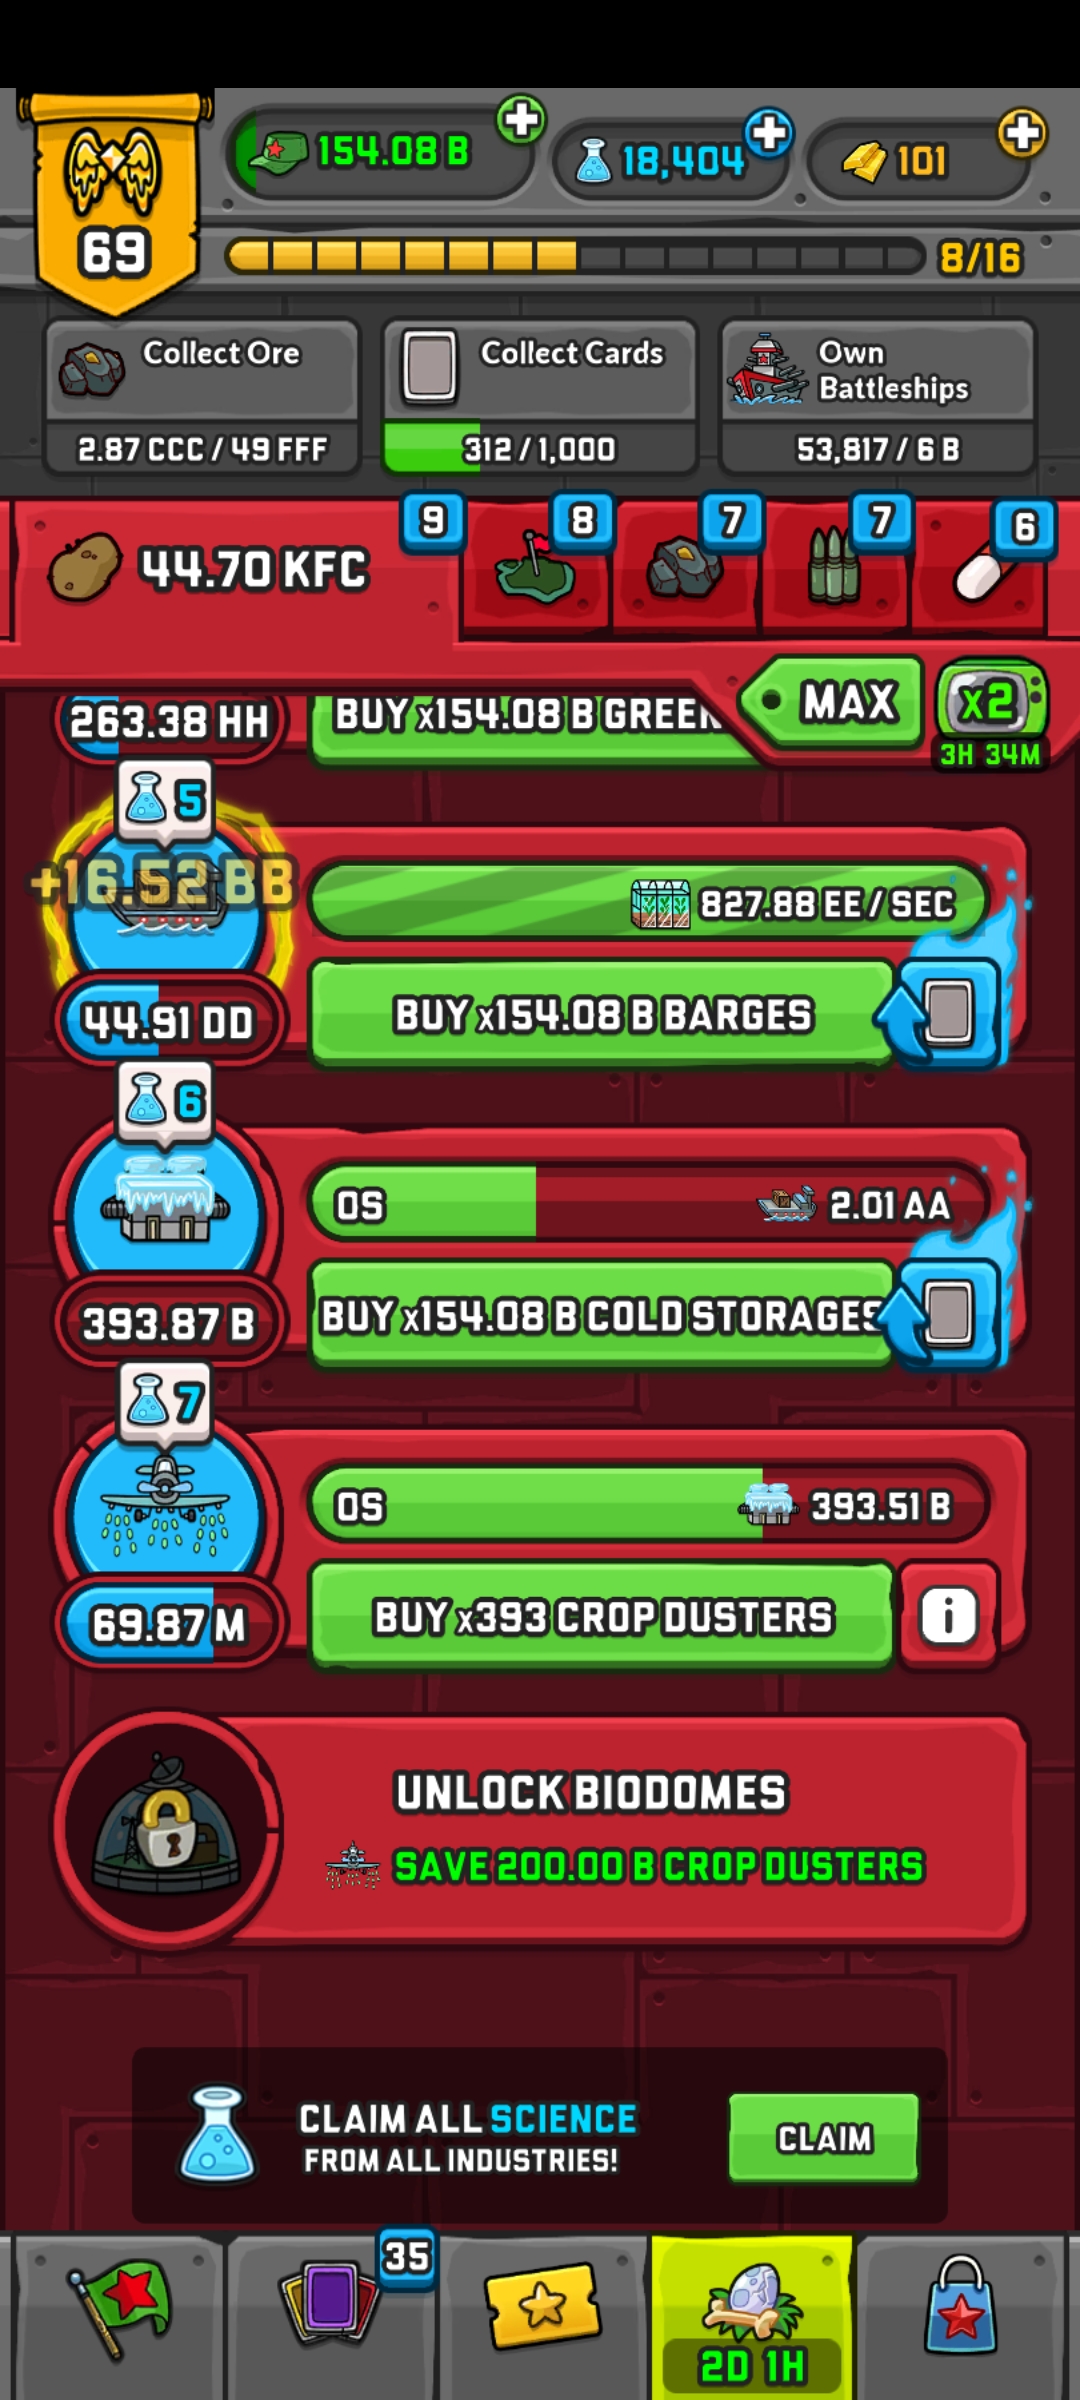 69
154.08 B
18,404
101
8/16
Collect Ore
2.87 CCC / 49 FFF
Collect Cards
312 / 1,000
Own
Battleships
53,817 / 6 B
44.70 KFC
9
8
7
7
6
MAX
x2
3H 34M
263.38 HH
BUY x154.08 B GREEN
5
+16.52 BB
827.88 EE / SEC
44.91 DD
BUY x154.08 B BARGES
6
0S
2.01 AA
393.87 B
BUY x154.08 B COLD STORAGES
7
0S
393.51 B
69.87 M
BUY x393 CROP DUSTERS
i
UNLOCK BIODOMES
SAVE 200.00 B CROP DUSTERS
CLAIM ALL SCIENCE
FROM ALL INDUSTRIES!
CLAIM
35
2D 1H